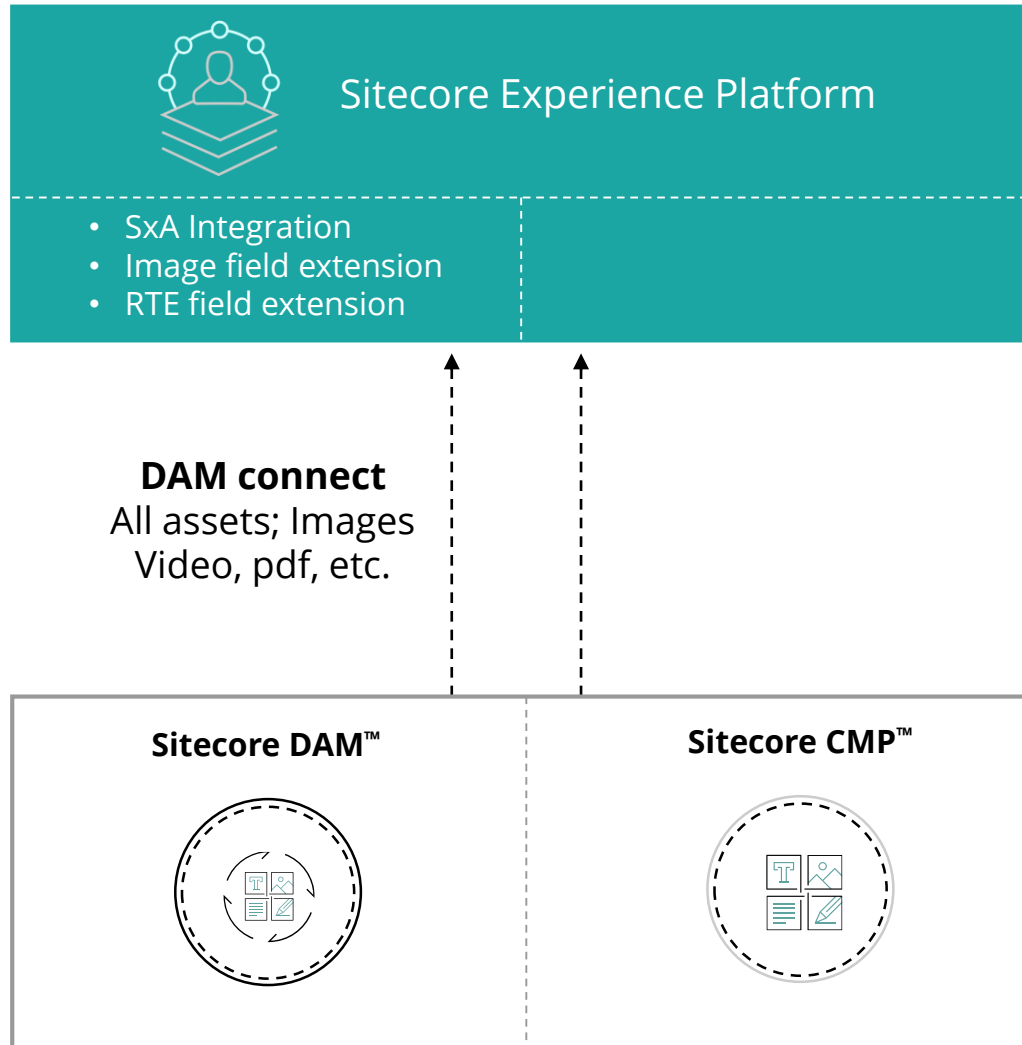 Sitecore Experience Platform
• SxA Integration
• Image field extension
• RTE field extension
DAM connect
All assets; Images
Video, pdf, etc.
Sitecore DAM™
Sitecore CMP™
T
T